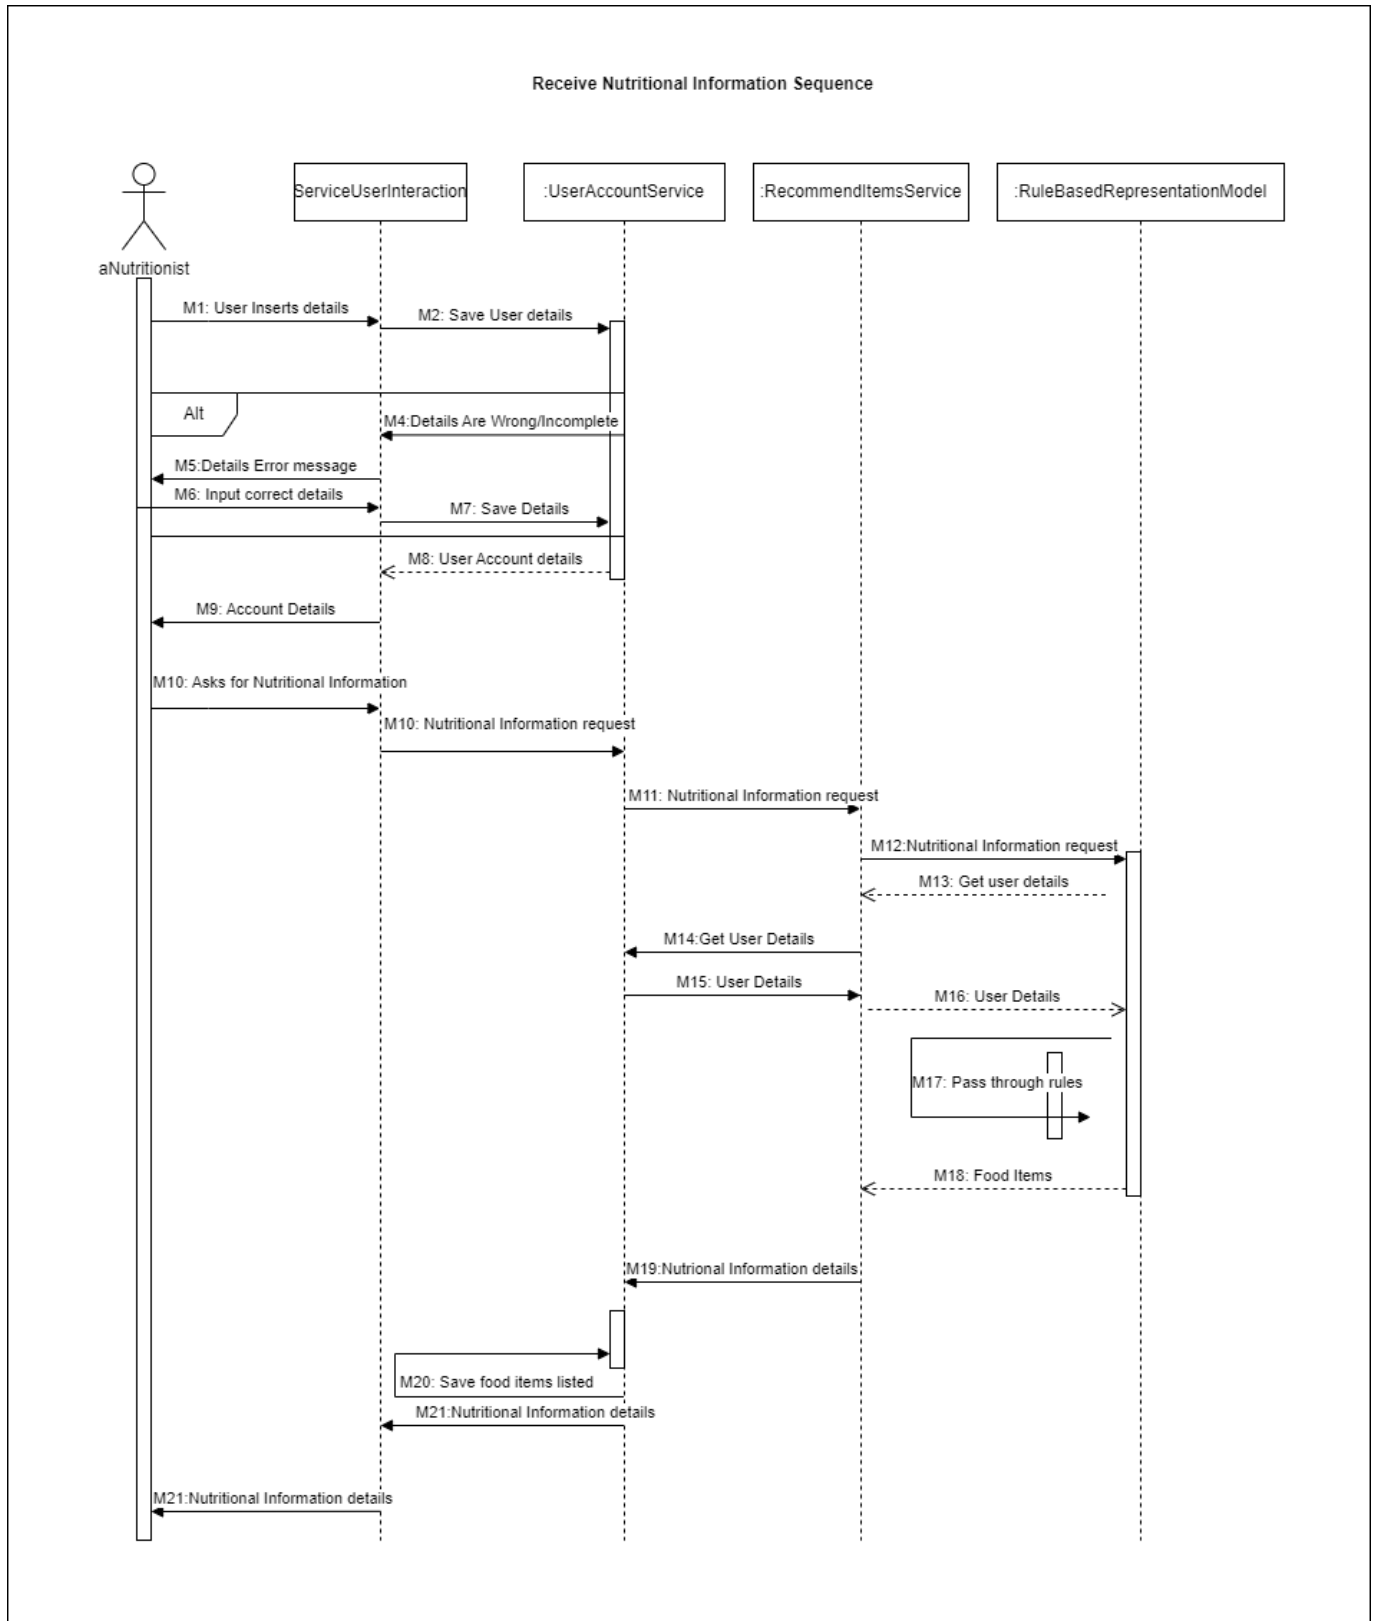 Receive Nutritional Information Sequence
ServiceUserInteraction
:UserAccountService
:RecommendItemsService
:RuleBasedRepresentationModel
aNutritionist
M1: User Inserts details
M2: Save User details
Alt
M4:Details Are Wrong/Incomplete
M5:Details Error message
M6: Input correct details
M7: Save Details
M8: User Account details
M9: Account Details
M10: Asks for Nutritional Information
M10: Nutritional Information request
M11: Nutritional Information request
M12:Nutritional Information request
M13: Get user details
M14:Get User Details
M15: User Details
M16: User Details
M17: Pass through rules
M18: Food Items
M19:Nutrional Information details
M20: Save food items listed
M21:Nutritional Information details
M21:Nutritional Information details